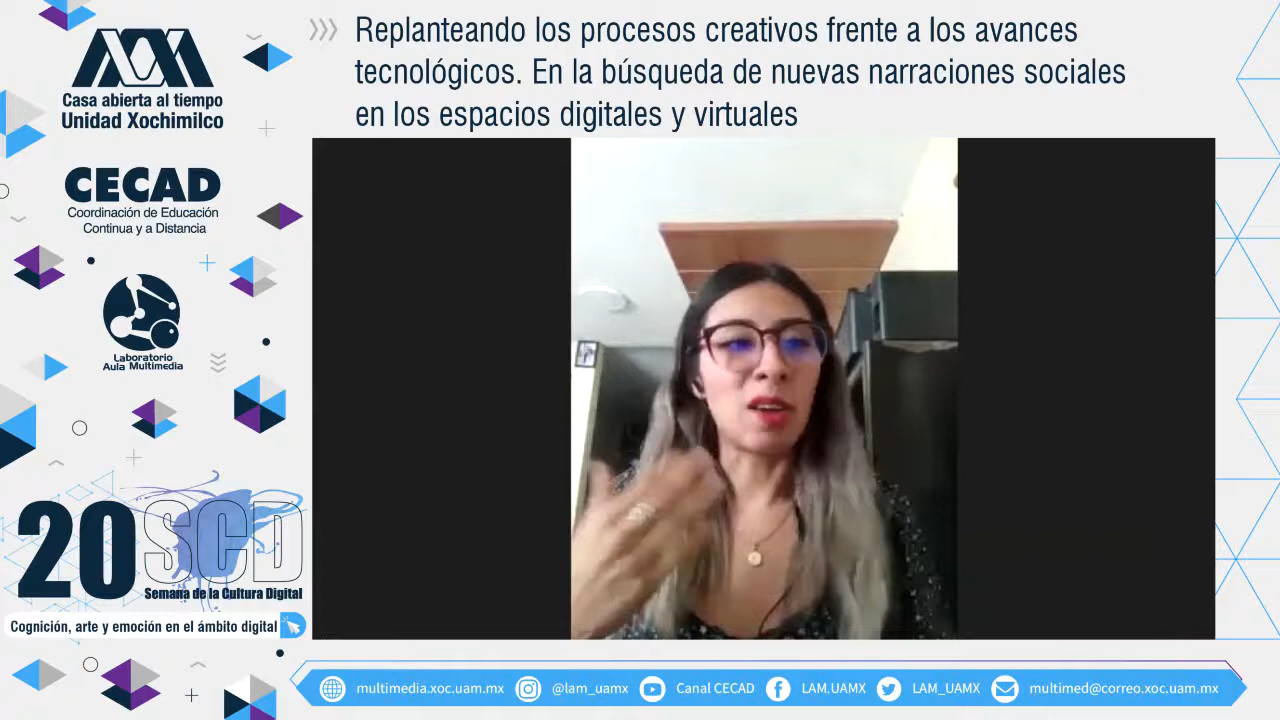 Replanteando los procesos creativos frente a los avances
tecnológicos. En la búsqueda de nuevas narraciones sociales
en los espacios digitales y virtuales
Casa abierta al tiempo
Unidad Xochimilco
CECAD
Coordinación de Educación
Continua y a Distancia
Laboratorio
Aula Multimedia
20 SCD
Semana de la Cultura Digital
Cognición, arte y emoción en el ámbito digital
multimedia.xoc.uam.mx @lam_uamx Canal CECAD LAM.UAMX LAM_UAMX multimed@correo.xoc.uam.mx